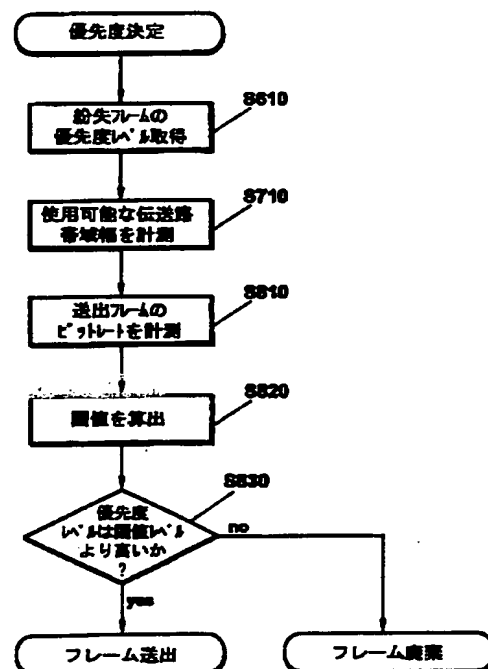 優先度決定
S610
紛失フレームの
優先度レベル取得
S710
使用可能な伝送路
帯域幅を計測
S810
送出フレームの
ビットレートを計測
S820
閾値を算出
S830
優先度
レベルは閾値レベル
より高いか
?
no
yes
フレーム送出
フレーム廃棄